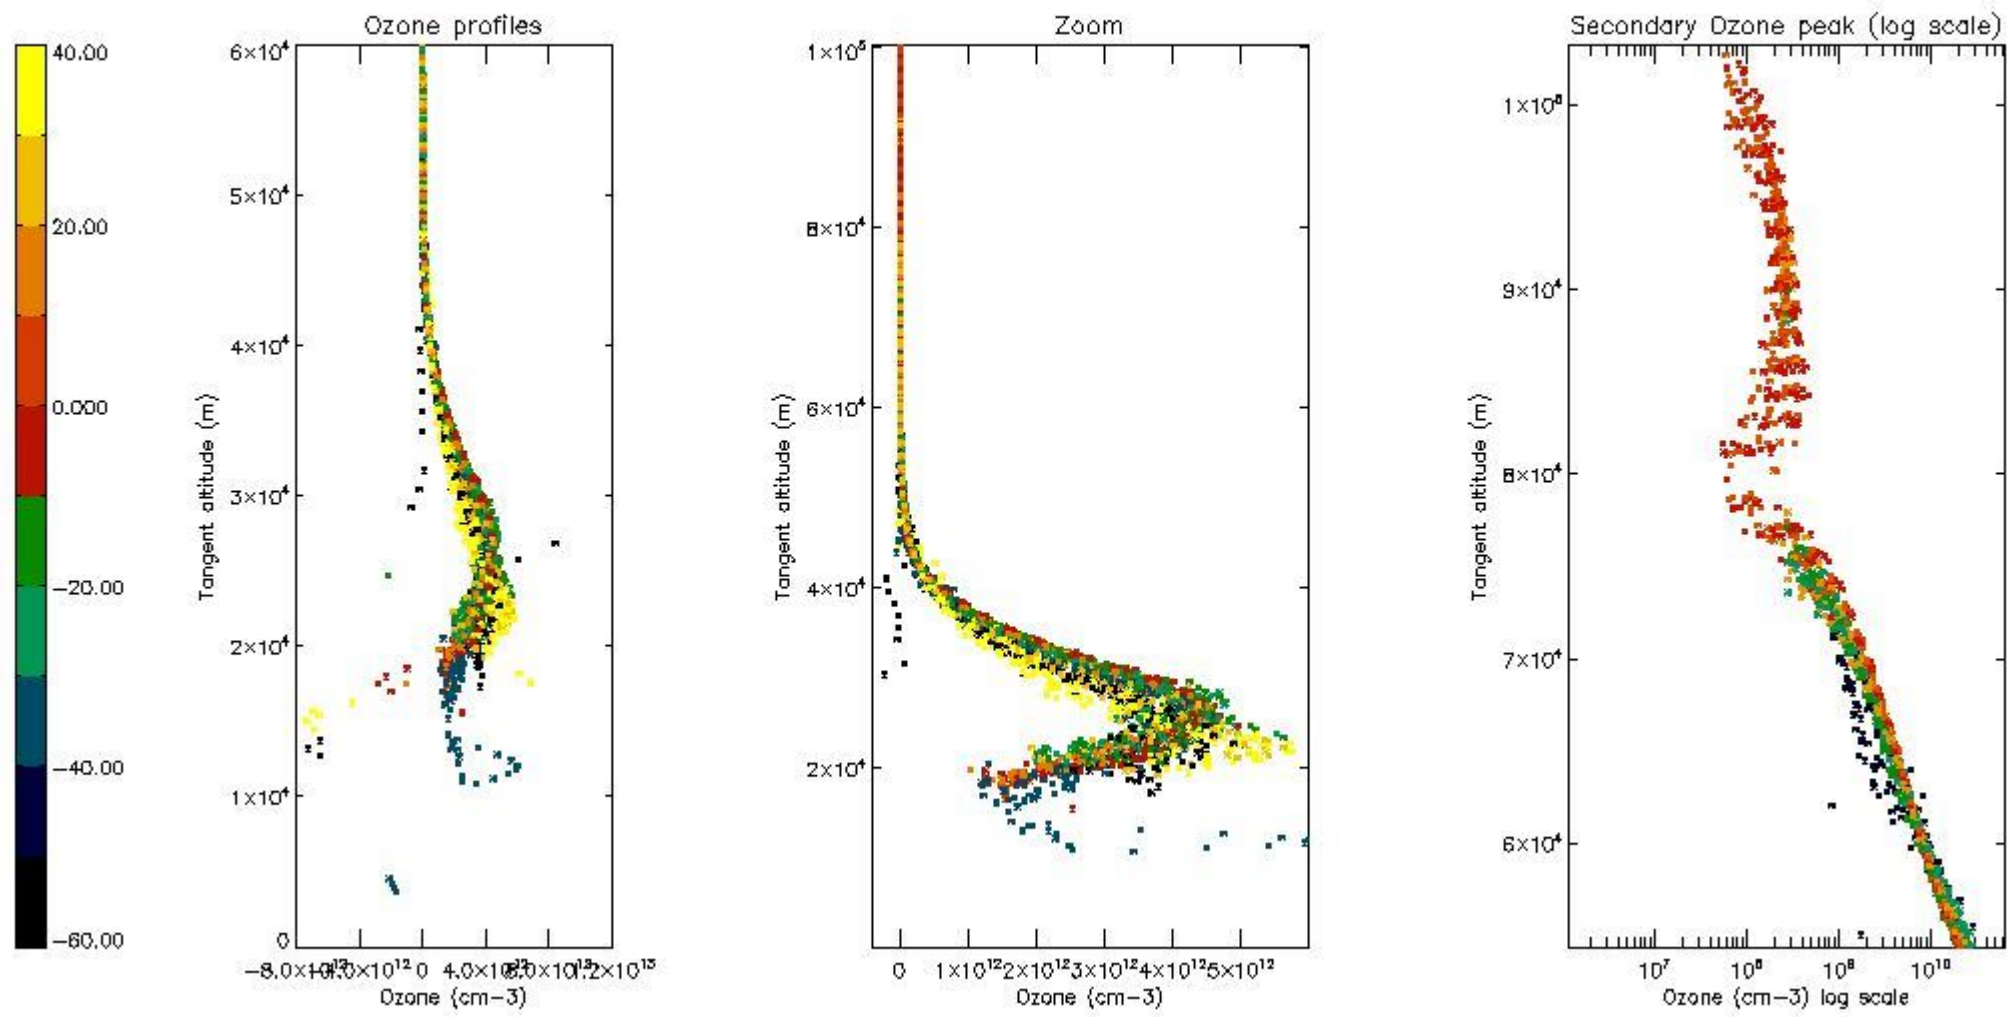 Ozone profiles
Zoom
Secondary Ozone peak (log scale)
40.00
20.00
0.000
−20.00
−40.00
−60.00
6×10⁴
5×10⁴
4×10⁴
3×10⁴
2×10⁴
1×10⁴
0
Tangent altitude (m)
0
Ozone (cm−3)
1×10⁵
8×10⁴
6×10⁴
4×10⁴
2×10⁴
Tangent altitude (m)
0 1×10¹² 2×10¹² 3×10¹² 4×10¹² 5×10¹²
Ozone (cm−3)
9×10⁴
8×10⁴
7×10⁴
6×10⁴
Tangent altitude (m)
10⁷ 10⁸ 10⁹ 10¹⁰
Ozone (cm−3) log scale